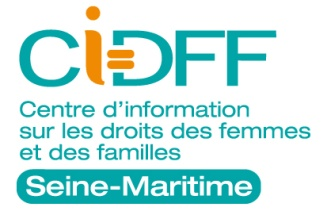 CIDFF
Centre d'information
sur les droits des femmes
et des familles
Seine-Maritime